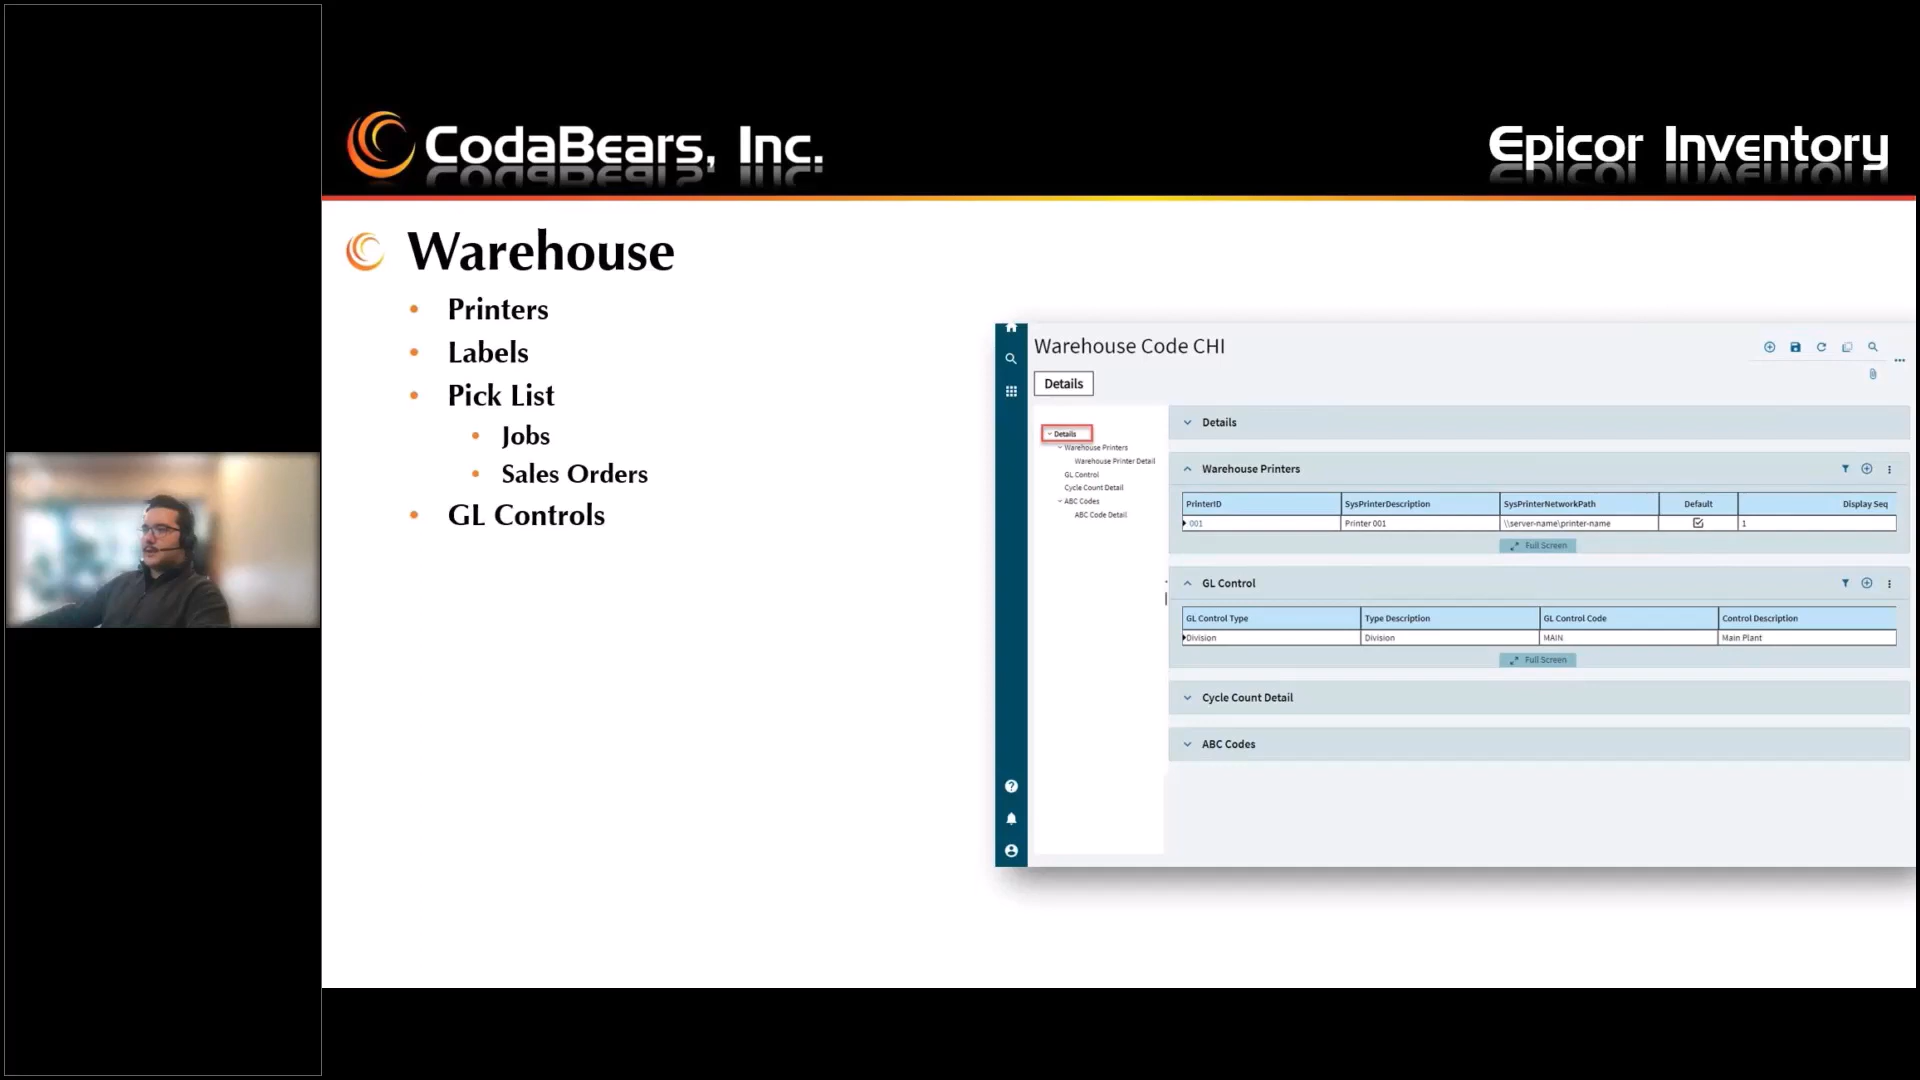 CodaBears, Inc.
Epicor Inventory
Warehouse
• Printers
• Labels
• Pick List
• Jobs
• Sales Orders
• GL Controls
Warehouse Code CHI
Details
Details
Warehouse Printers
Warehouse Printer Detail
GL Control
Cycle Count Detail
ABC Codes
ABC Code Detail
Details
Warehouse Printers
PrinterID SysPrinterDescription SysPrinterNetworkPath Default Display Seq
001 Printer 001 \\server-name\printer-name 1
Full Screen
GL Control
GL Control Type Type Description GL Control Code Control Description
Division Division MAIN Main Plant
Full Screen
Cycle Count Detail
ABC Codes